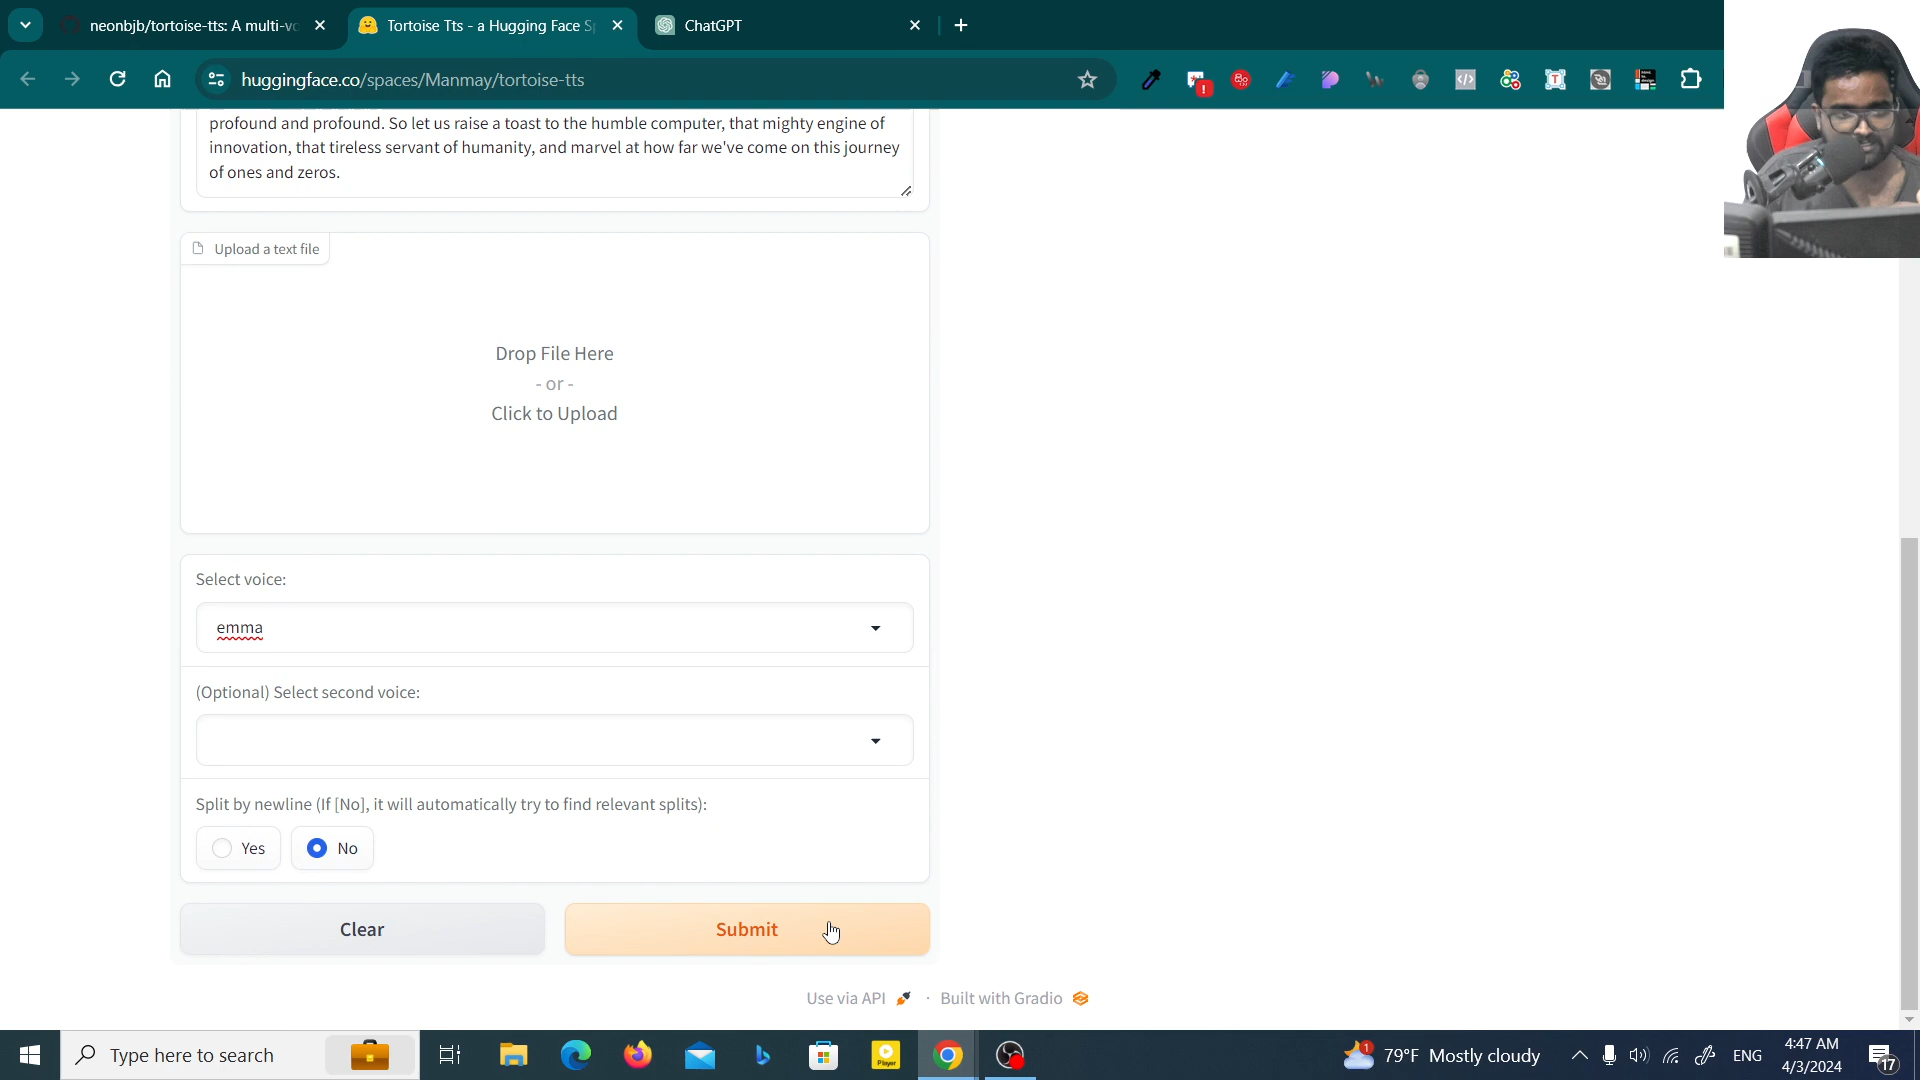 neonbjb/tortoise-tts: A multi-vo
Tortoise Tts - a Hugging Face S
ChatGPT
huggingface.co/spaces/Manmay/tortoise-tts
profound and profound. So let us raise a toast to the humble computer, that mighty engine of
innovation, that tireless servant of humanity, and marvel at how far we've come on this journey
of ones and zeros.
Upload a text file
Drop File Here
- or -
Click to Upload
Select voice:
emma
(Optional) Select second voice:
Split by newline (If [No], it will automatically try to find relevant splits):
Yes
No
Clear
Submit
Use via API · Built with Gradio
Type here to search
Player
1
79°F Mostly cloudy
ENG
4:47 AM
4/3/2024
17